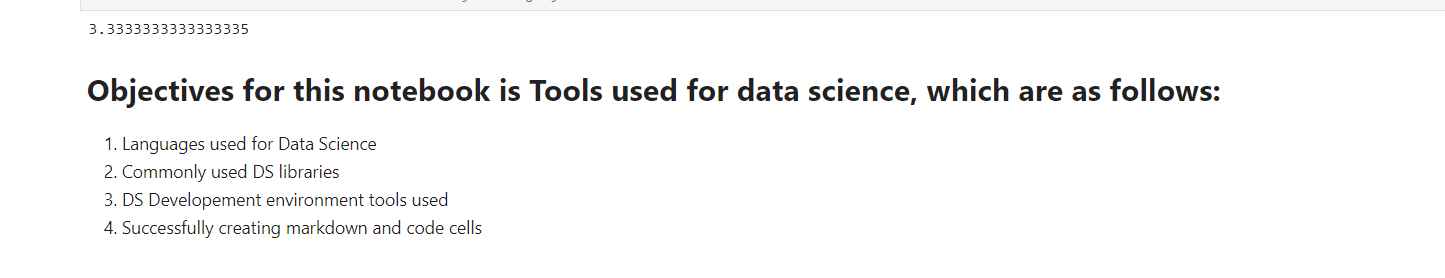 3.3333333333333335
Objectives for this notebook is Tools used for data science, which are as follows:
1. Languages used for Data Science
2. Commonly used DS libraries
3. DS Developement environment tools used
4. Successfully creating markdown and code cells